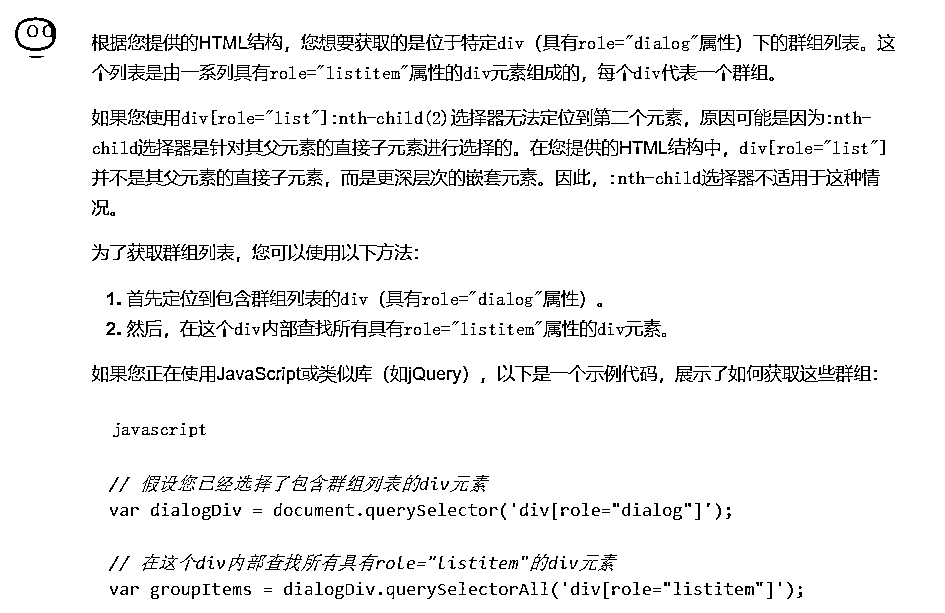 根据您提供的HTML结构，您想要获取的是位于特定div（具有role="dialog"属性）下的群组列表。这
个列表是由一系列具有role="listitem"属性的div元素组成的，每个div代表一个群组。
如果您使用div[role="list"]:nth-child(2)选择器无法定位到第二个元素，原因可能是因为:nth-
child选择器是针对其父元素的直接子元素进行选择的。在您提供的HTML结构中，div[role="list"]
并不是其父元素的直接子元素，而是更深层次的嵌套元素。因此，:nth-child选择器不适用于这种情
况。
为了获取群组列表，您可以使用以下方法：
1. 首先定位到包含群组列表的div（具有role="dialog"属性）。
2. 然后，在这个div内部查找所有具有role="listitem"属性的div元素。
如果您正在使用JavaScript或类似库（如jQuery），以下是一个示例代码，展示了如何获取这些群组：
javascript
// 假设您已经选择了包含群组列表的div元素
var dialogDiv = document.querySelector('div[role="dialog"]');
// 在这个div内部查找所有具有role="listitem"的div元素
var groupItems = dialogDiv.querySelectorAll('div[role="listitem"]');